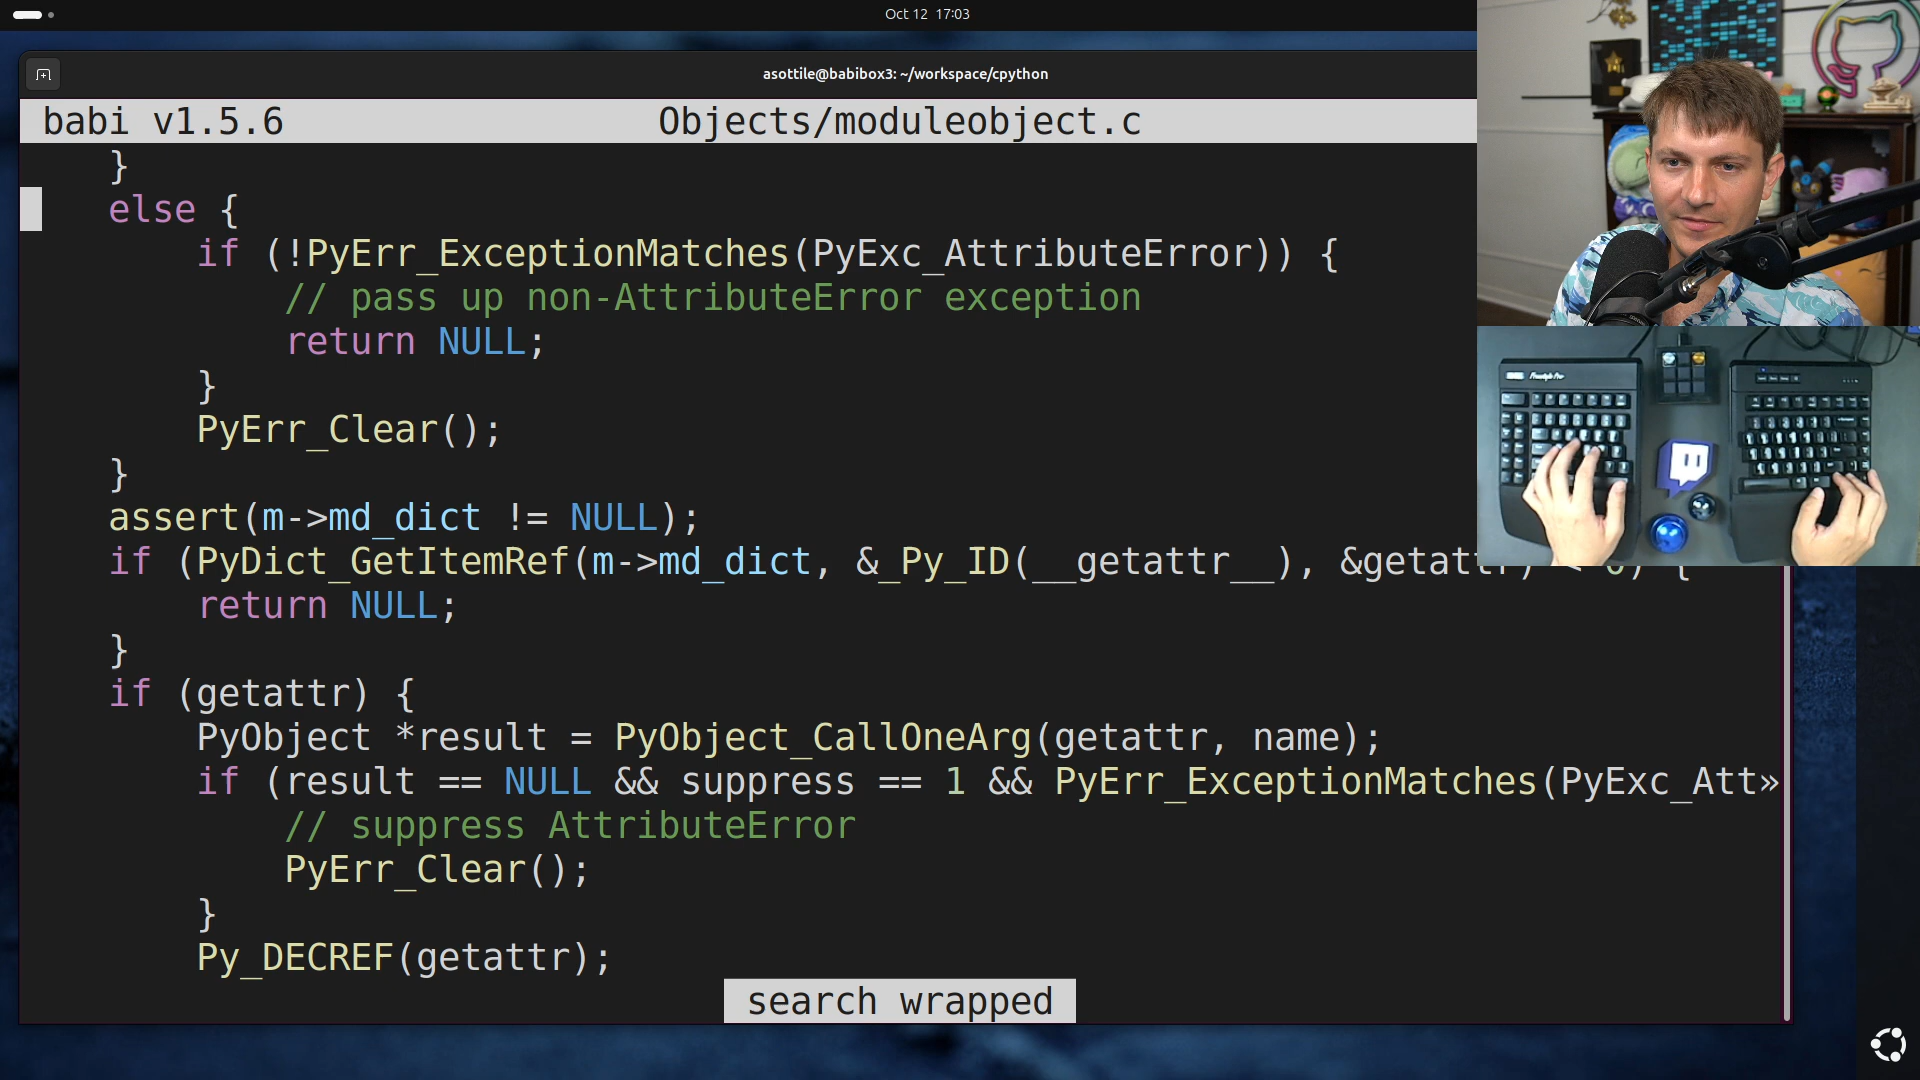 Oct 12 17:03
asottile@babibox3: ~/workspace/cpython
babi v1.5.6 Objects/moduleobject.c
}
else {
if (!PyErr_ExceptionMatches(PyExc_AttributeError)) {
// pass up non-AttributeError exception
return NULL;
}
PyErr_Clear();
}
assert(m->md_dict != NULL);
if (PyDict_GetItemRef(m->md_dict, &_Py_ID(__getattr__), &getattr) < 0) {
return NULL;
}
if (getattr) {
PyObject *result = PyObject_CallOneArg(getattr, name);
if (result == NULL && suppress == 1 && PyErr_ExceptionMatches(PyExc_Att»
// suppress AttributeError
PyErr_Clear();
}
Py_DECREF(getattr);
search wrapped